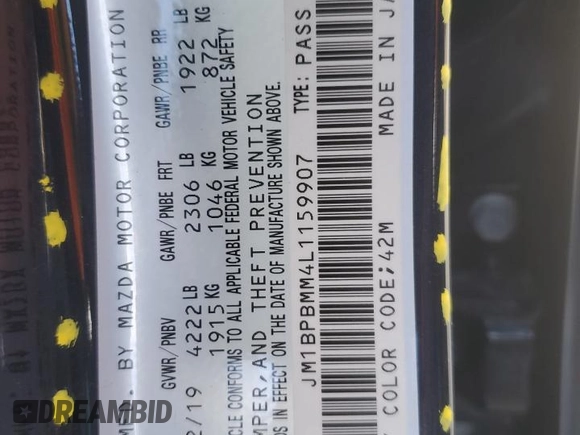 BY MAZDA MOTOR CORPORATION
GVWR/PNBV GAWR/PNBE FRT GAWR/PNBE RR
4222 LB 2306 LB 1922 LB
/19 1915 KG 1046 KG 872 KG
CONFORMS TO ALL APPLICABLE FEDERAL MOTOR VEHICLE SAFETY
AND THEFT PREVENTION
IN EFFECT ON THE DATE OF MANUFACTURE SHOWN ABOVE.
JM1BPBMM4L1159907 TYPE: PASS
COLOR CODE;42M MADE IN JA
DREAMBID